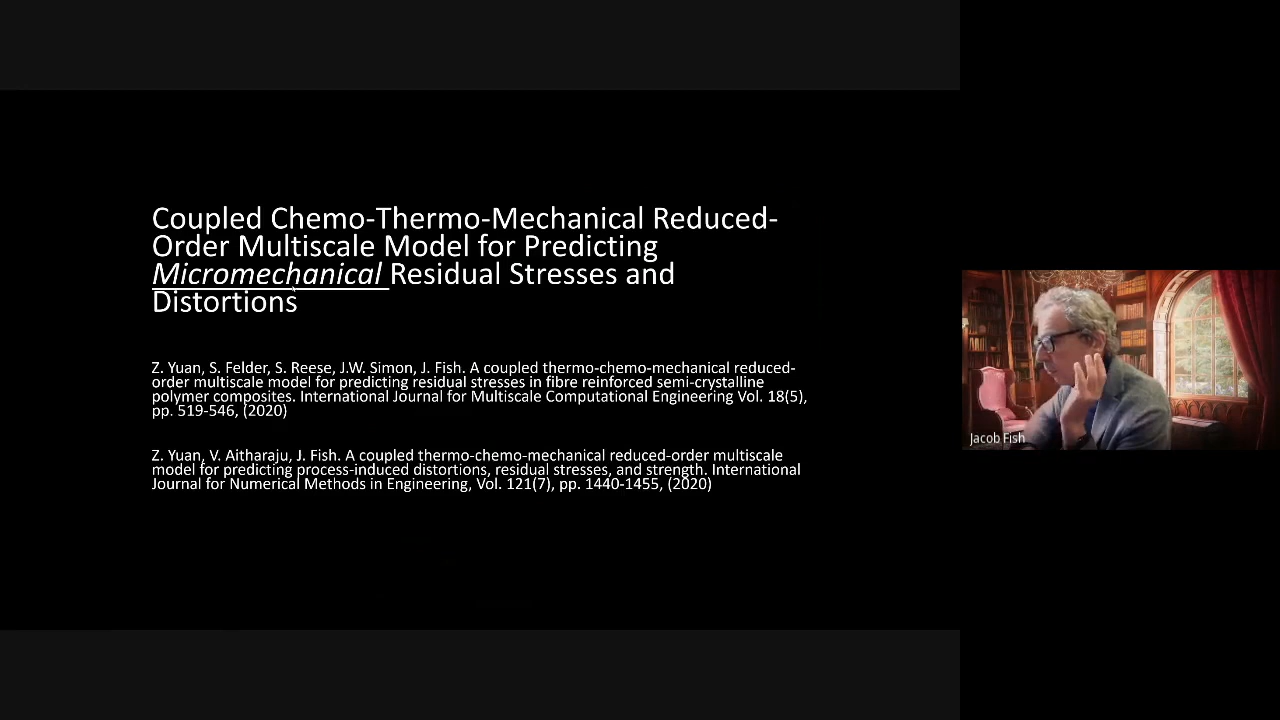 Coupled Chemo-Thermo-Mechanical Reduced-
Order Multiscale Model for Predicting
Micromechanical Residual Stresses and
Distortions
Z. Yuan, S. Felder, S. Reese, J.W. Simon, J. Fish. A coupled thermo-chemo-mechanical reduced-
order multiscale model for predicting residual stresses in fibre reinforced semi-crystalline
polymer composites. International Journal for Multiscale Computational Engineering Vol. 18(5),
pp. 519-546, (2020)
Z. Yuan, V. Aitharaju, J. Fish. A coupled thermo-chemo-mechanical reduced-order multiscale
model for predicting process-induced distortions, residual stresses, and strength. International
Journal for Numerical Methods in Engineering, Vol. 121(7), pp. 1440-1455, (2020)
Jacob Fish